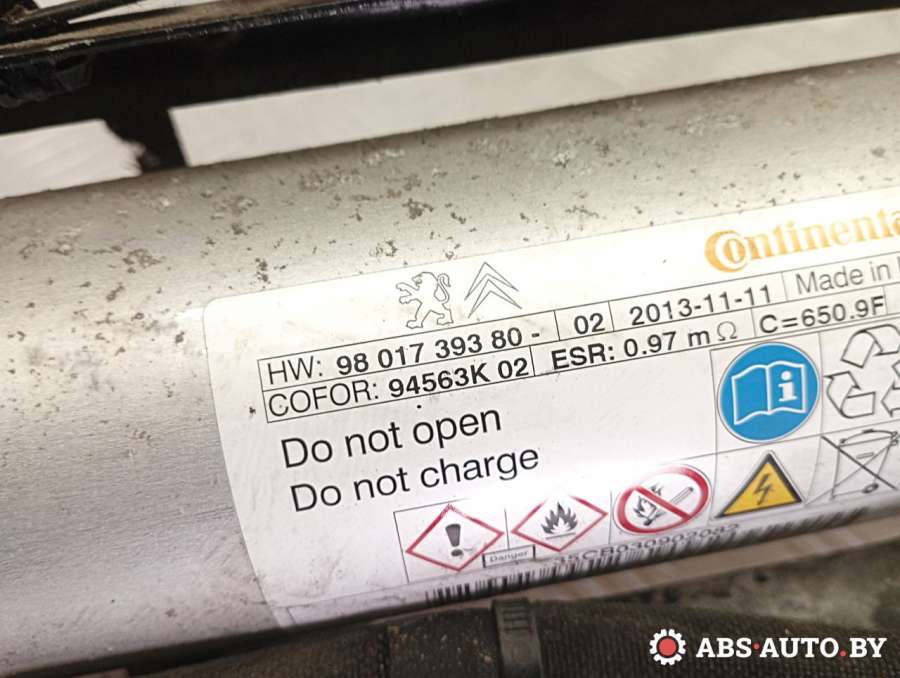 Continenta
HW: 98 017 393 80 - 02 2013-11-11 Made in
COFOR: 94563K 02 ESR: 0.97 m Ω C=650.9F
Do not open
Do not charge
Danger
ABS-AUTO.BY